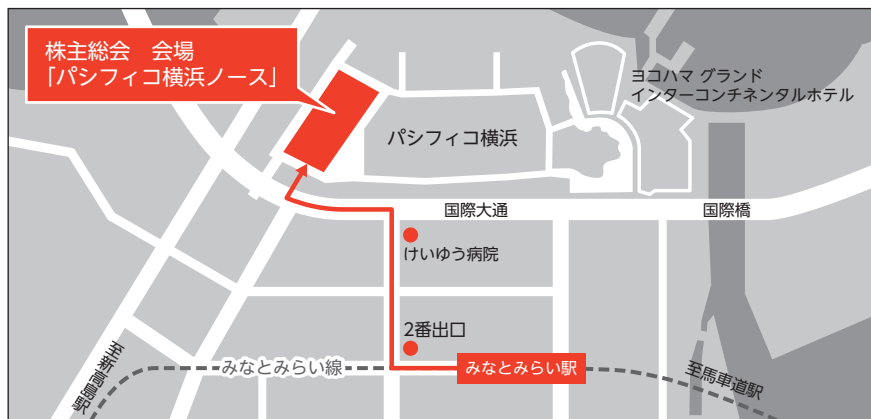 株主総会　会場
「パシフィコ横浜ノース」
ヨコハマ グランド
インターコンチネンタルホテル
パシフィコ横浜
国際大通
国際橋
けいゆう病院
2番出口
みなとみらい線
みなとみらい駅
至新高島駅
至馬車道駅